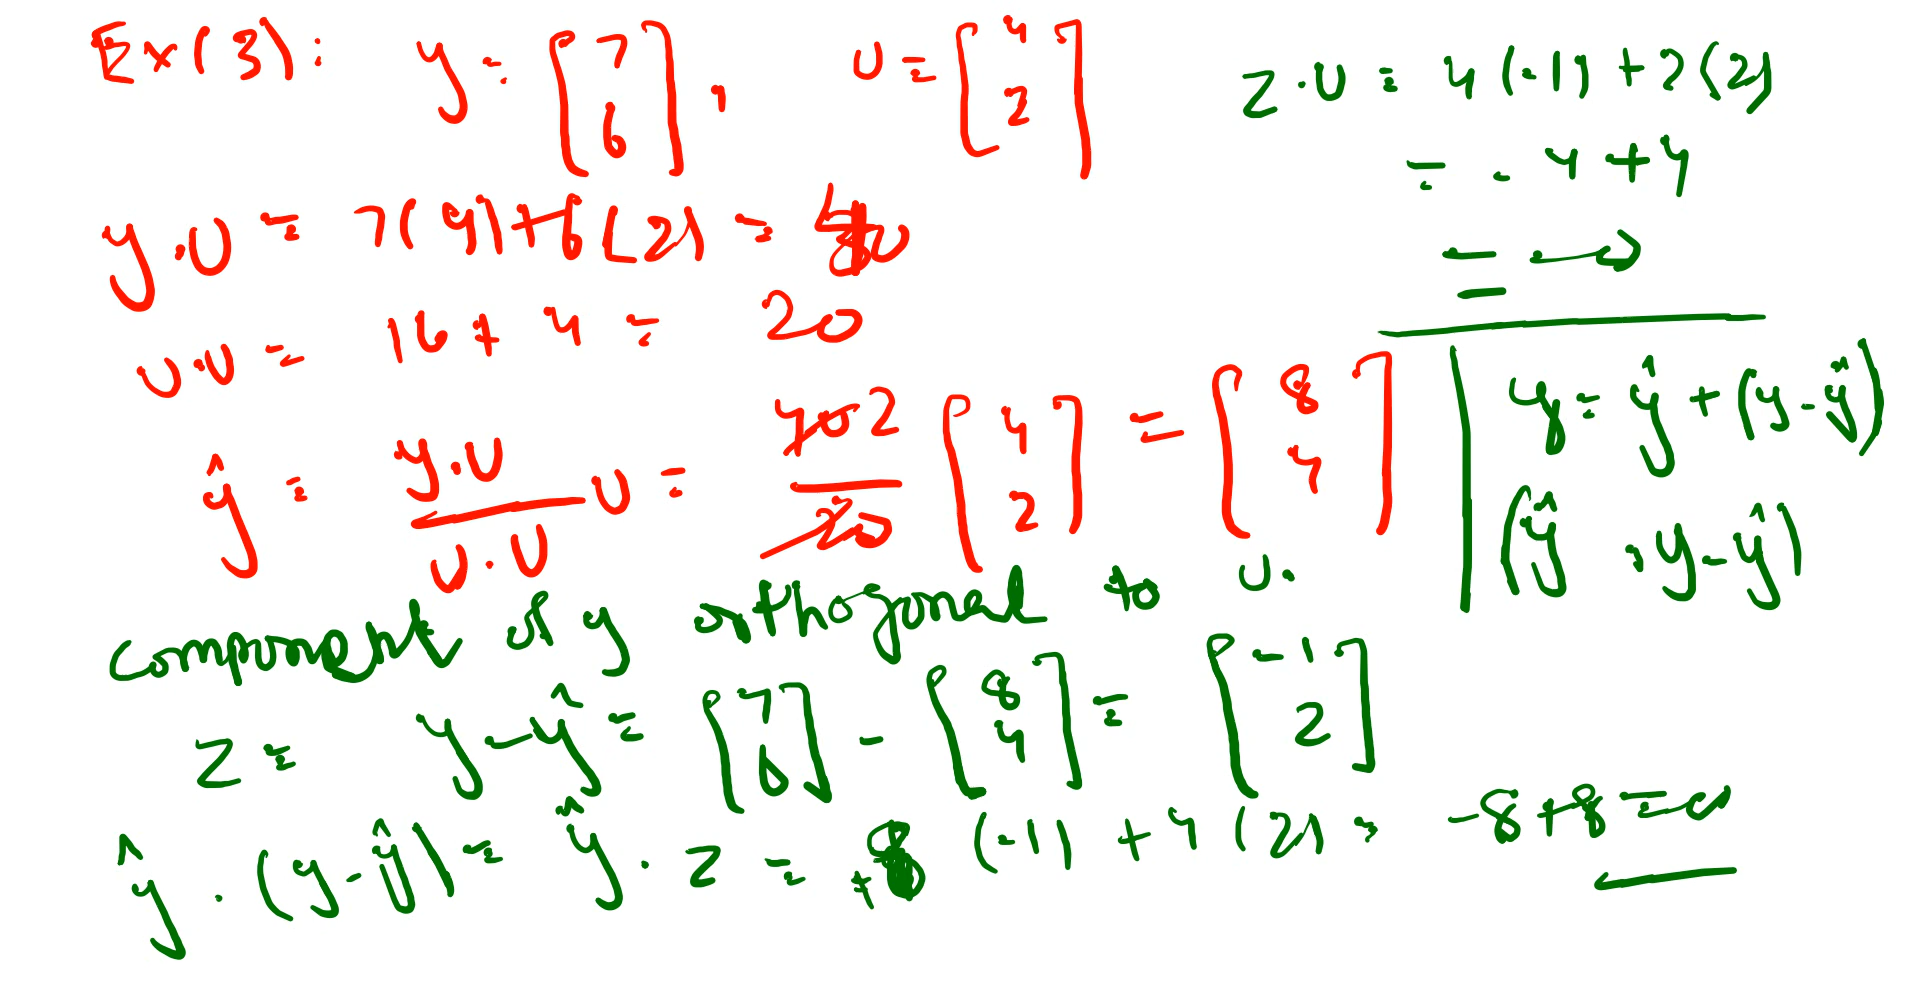 Ex(3): y = [7 6], u = [4 2]
y·u = 7(4)+6(2) = 40
u·u = 16+4 = 20
ŷ = y·u / u·u u = 40 2 / 20 [4 2] = [8 4]
component of y orthogonal to u.
z = y-ŷ = [7 6] - [8 4] = [-1 2]
ŷ·(y-ŷ) = ŷ·z = +8(-1)+4(2) = -8+8=0
z·u = 4(-1)+2(2)
= -4+4
= 0
y = ŷ+(y-ŷ)
(ŷ · y-ŷ)